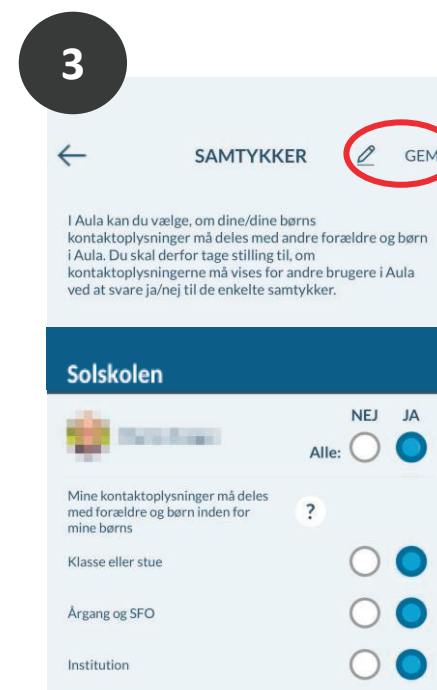 3
SAMTYKKER GEM
I Aula kan du vælge, om dine/dine børns
kontaktoplysninger må deles med andre forældre og børn
i Aula. Du skal derfor tage stilling til, om
kontaktoplysningerne må vises for andre brugere i Aula
ved at svare ja/nej til de enkelte samtykker.
Solskolen
NEJ JA
Alle:
Mine kontaktoplysninger må deles
med forældre og børn inden for
mine børns
?
Klasse eller stue
Årgang og SFO
Institution